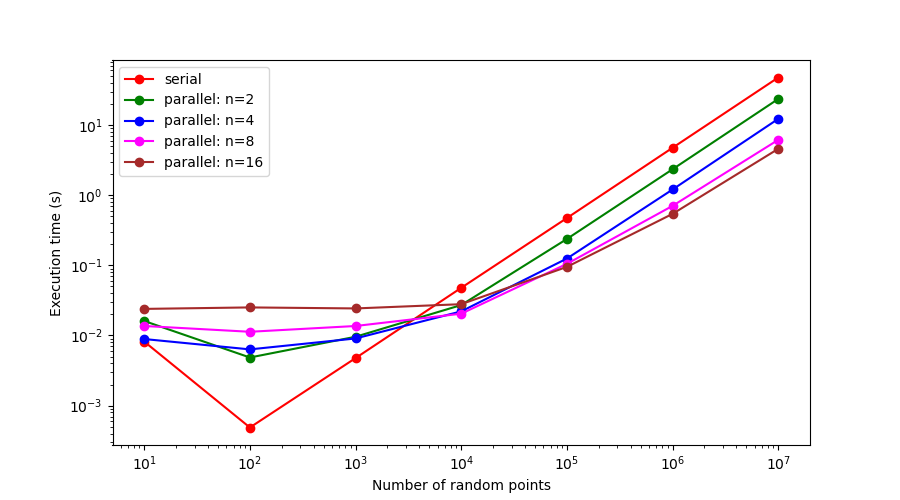 serial
parallel: n=2
parallel: n=4
parallel: n=8
parallel: n=16
Execution time (s)
10¹
10⁰
10⁻¹
10⁻²
10⁻³
10¹ 10² 10³ 10⁴ 10⁵ 10⁶ 10⁷
Number of random points